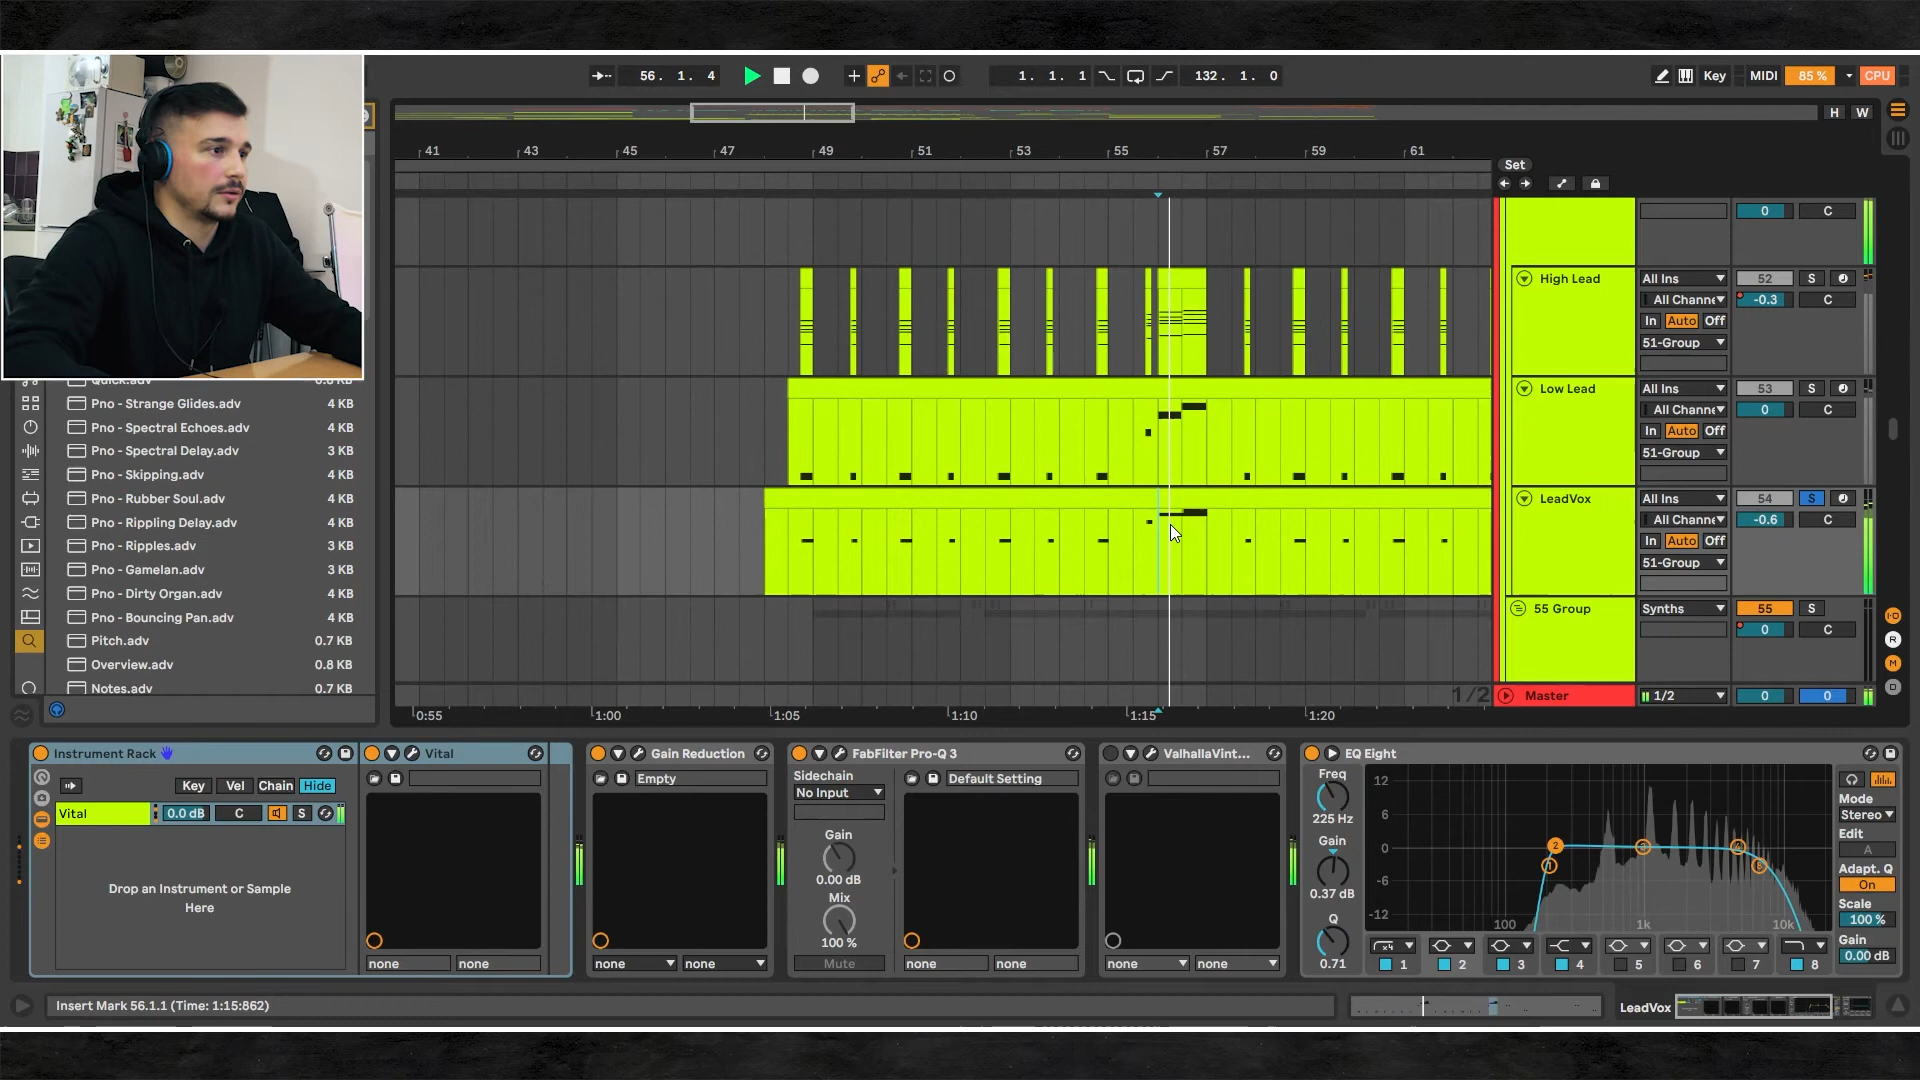 56. 1. 4
1. 1. 1
132. 1. 0
Key
MIDI
85 %
CPU
H W
41 43 45 47 49 51 53 55 57 59 61
Set
0 C
High Lead All Ins 52 S
All Channe -0.3 C
In Auto Off
51-Group
Low Lead All Ins 53 S
All Channe 0 C
In Auto Off
51-Group
LeadVox All Ins 54 S
All Channe -0.6 C
In Auto Off
51-Group
55 Group Synths 55 S
0 C
1/2 Master 1/2 0 0
0:55 1:00 1:05 1:10 1:15 1:20
Quick.adv 0.8 KB
Pno - Strange Glides.adv 4 KB
Pno - Spectral Echoes.adv 4 KB
Pno - Spectral Delay.adv 3 KB
Pno - Skipping.adv 4 KB
Pno - Rubber Soul.adv 4 KB
Pno - Rippling Delay.adv 4 KB
Pno - Ripples.adv 3 KB
Pno - Gamelan.adv 3 KB
Pno - Dirty Organ.adv 4 KB
Pno - Bouncing Pan.adv 4 KB
Pitch.adv 0.7 KB
Overview.adv 0.8 KB
Notes.adv 0.7 KB
Instrument Rack
Key Vel Chain Hide
Vital 0.0 dB C S
Drop an Instrument or Sample
Here
Vital
none none
Gain Reduction
Empty
none none
FabFilter Pro-Q 3
Sidechain
No Input
Default Setting
Gain
0.00 dB
Mix
100 %
Mute
none none
ValhallaVint...
none none
EQ Eight
Freq
225 Hz
Gain
0.37 dB
Q
0.71
12
6
0
-6
-12
100 1k 10k
x4
1 2 3 4 5 6 7 8
Mode
Stereo
Edit
A
Adapt. Q
On
Scale
100 %
Gain
0.00 dB
Insert Mark 56.1.1 (Time: 1:15:862)
LeadVox